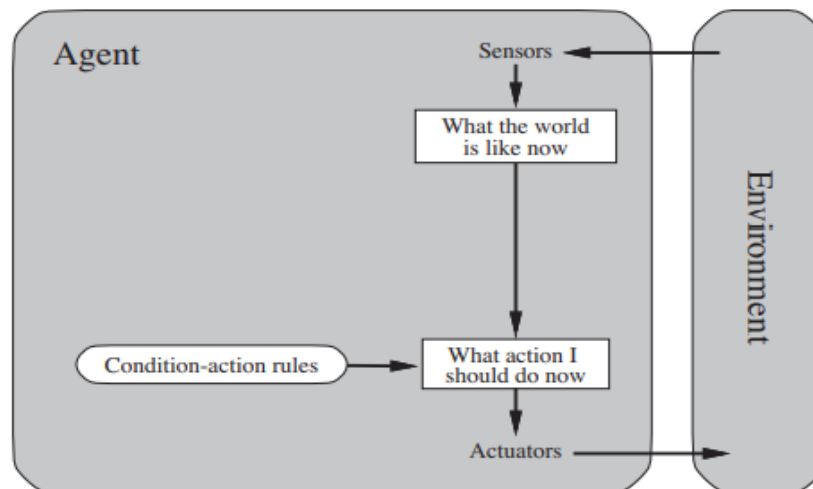 Agent
Sensors
What the world
is like now
Environment
Condition-action rules
What action I
should do now
Actuators